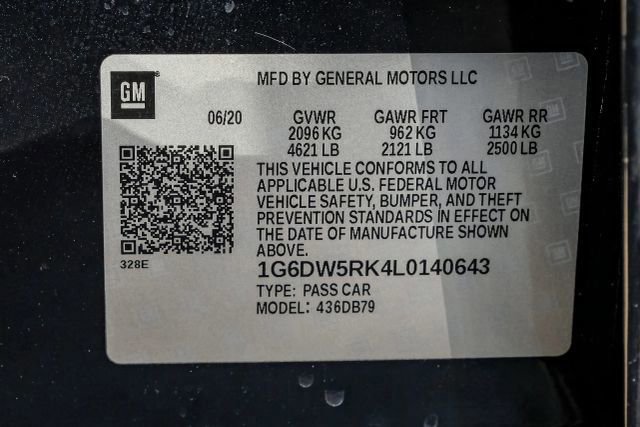 GM
MFD BY GENERAL MOTORS LLC
06/20 GVWR GAWR FRT GAWR RR
2096 KG 962 KG 1134 KG
4621 LB 2121 LB 2500 LB
THIS VEHICLE CONFORMS TO ALL
APPLICABLE U.S. FEDERAL MOTOR
VEHICLE SAFETY, BUMPER, AND THEFT
PREVENTION STANDARDS IN EFFECT ON
THE DATE OF MANUFACTURE SHOWN
ABOVE.
328E
1G6DW5RK4L0140643
TYPE: PASS CAR
MODEL: 436DB79